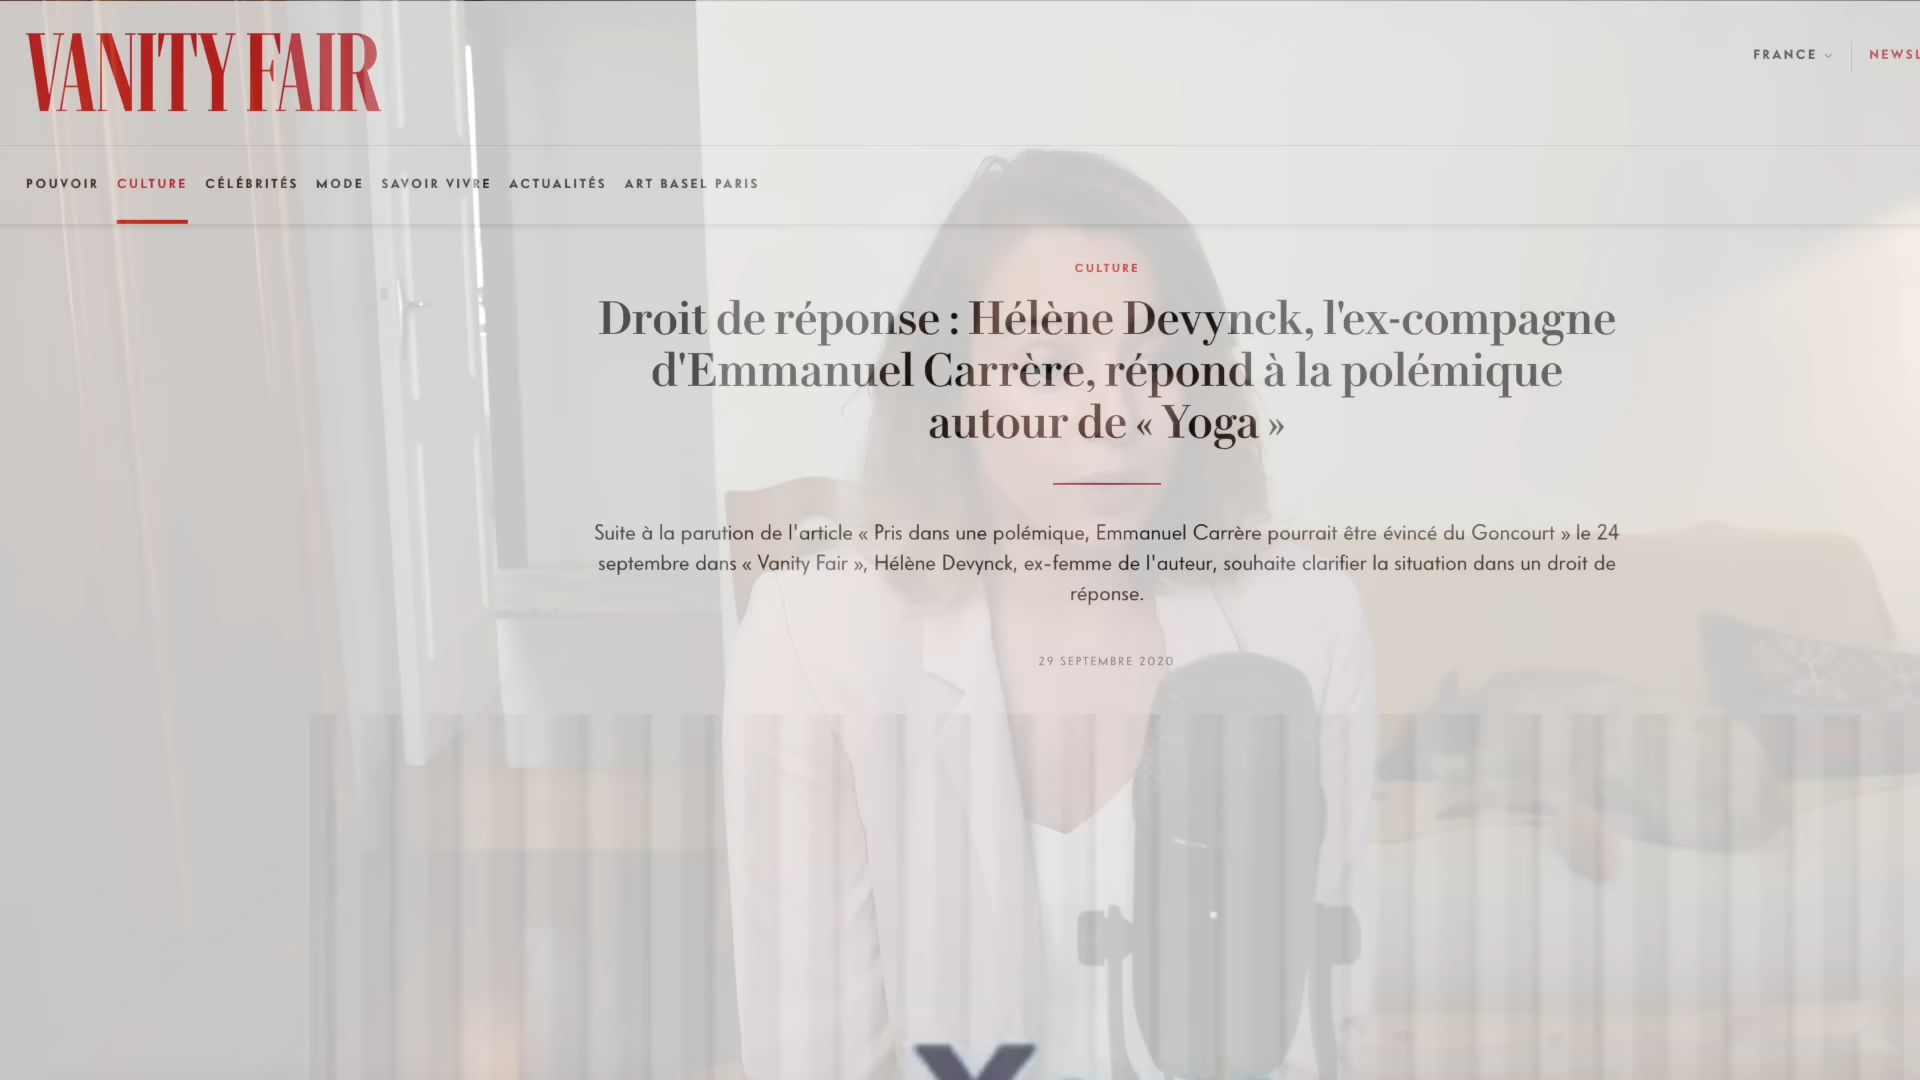 VANITY FAIR
FRANCE
NEWSL
POUVOIR CULTURE CÉLÉBRITÉS MODE SAVOIR VIVRE ACTUALITÉS ART BASEL PARIS
CULTURE
Droit de réponse : Hélène Devynck, l'ex-compagne
d'Emmanuel Carrère, répond à la polémique
autour de « Yoga »
Suite à la parution de l'article « Pris dans une polémique, Emmanuel Carrère pourrait être évincé du Goncourt » le 24
septembre dans « Vanity Fair », Hélène Devynck, ex-femme de l'auteur, souhaite clarifier la situation dans un droit de
réponse.
29 SEPTEMBRE 2020